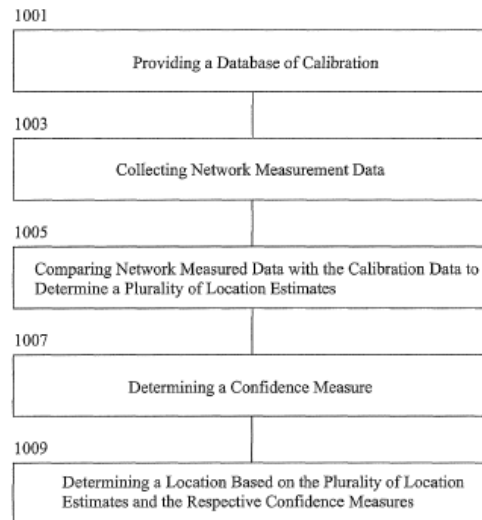 1001
Providing a Database of Calibration
1003
Collecting Network Measurement Data
1005
Comparing Network Measured Data with the Calibration Data to
Determine a Plurality of Location Estimates
1007
Determining a Confidence Measure
1009
Determining a Location Based on the Plurality of Location
Estimates and the Respective Confidence Measures